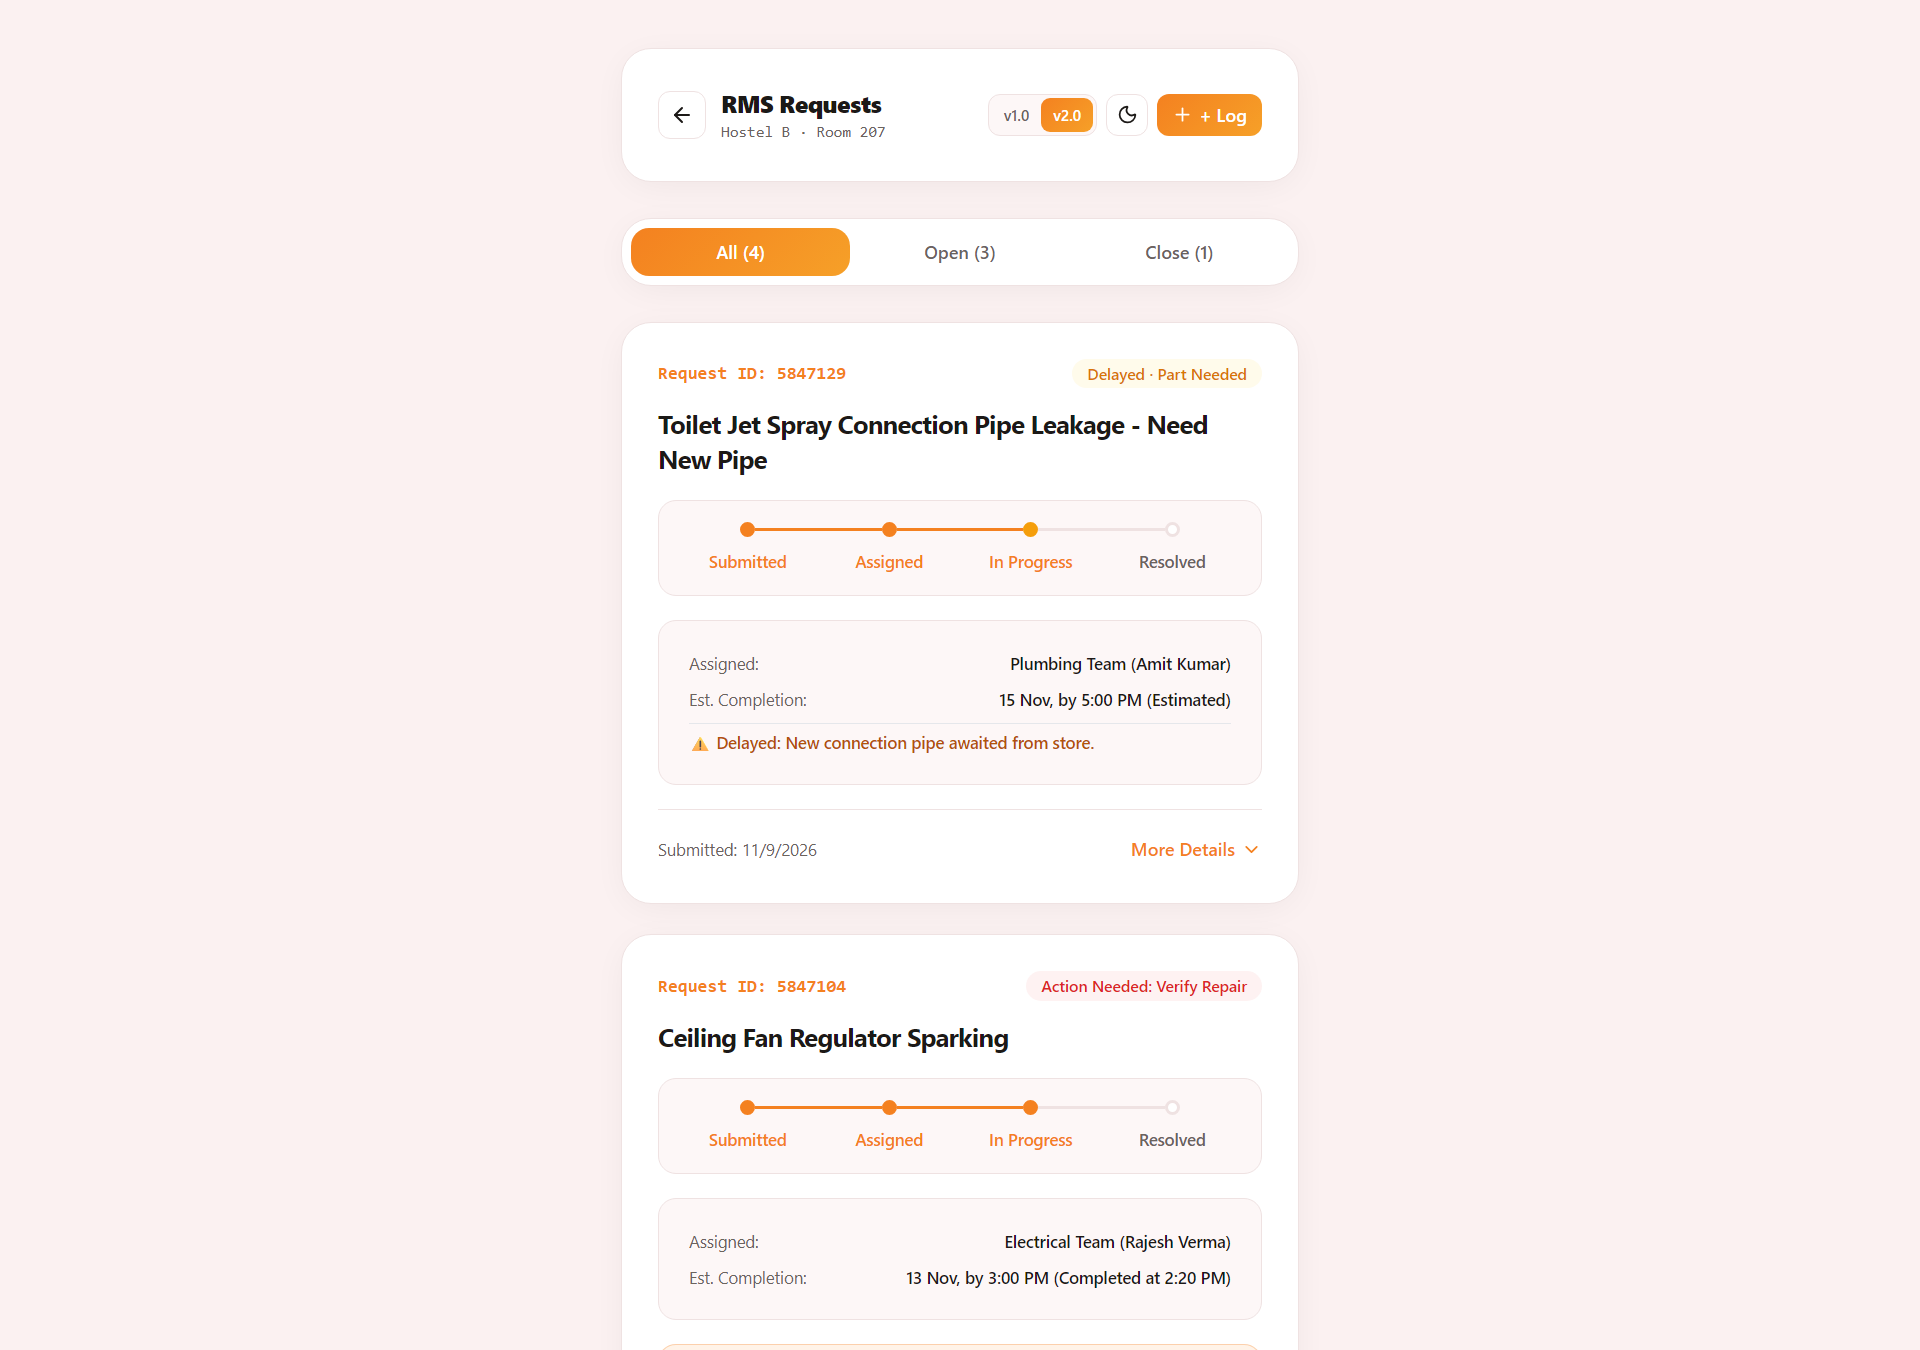 RMS Requests
Hostel B · Room 207
v1.0
v2.0
+ Log
All (4)
Open (3)
Close (1)
Request ID: 5847129
Delayed · Part Needed
Toilet Jet Spray Connection Pipe Leakage - Need
New Pipe
Submitted
Assigned
In Progress
Resolved
Assigned:
Plumbing Team (Amit Kumar)
Est. Completion:
15 Nov, by 5:00 PM (Estimated)
⚠️ Delayed: New connection pipe awaited from store.
Submitted: 11/9/2026
More Details
Request ID: 5847104
Action Needed: Verify Repair
Ceiling Fan Regulator Sparking
Submitted
Assigned
In Progress
Resolved
Assigned:
Electrical Team (Rajesh Verma)
Est. Completion:
13 Nov, by 3:00 PM (Completed at 2:20 PM)